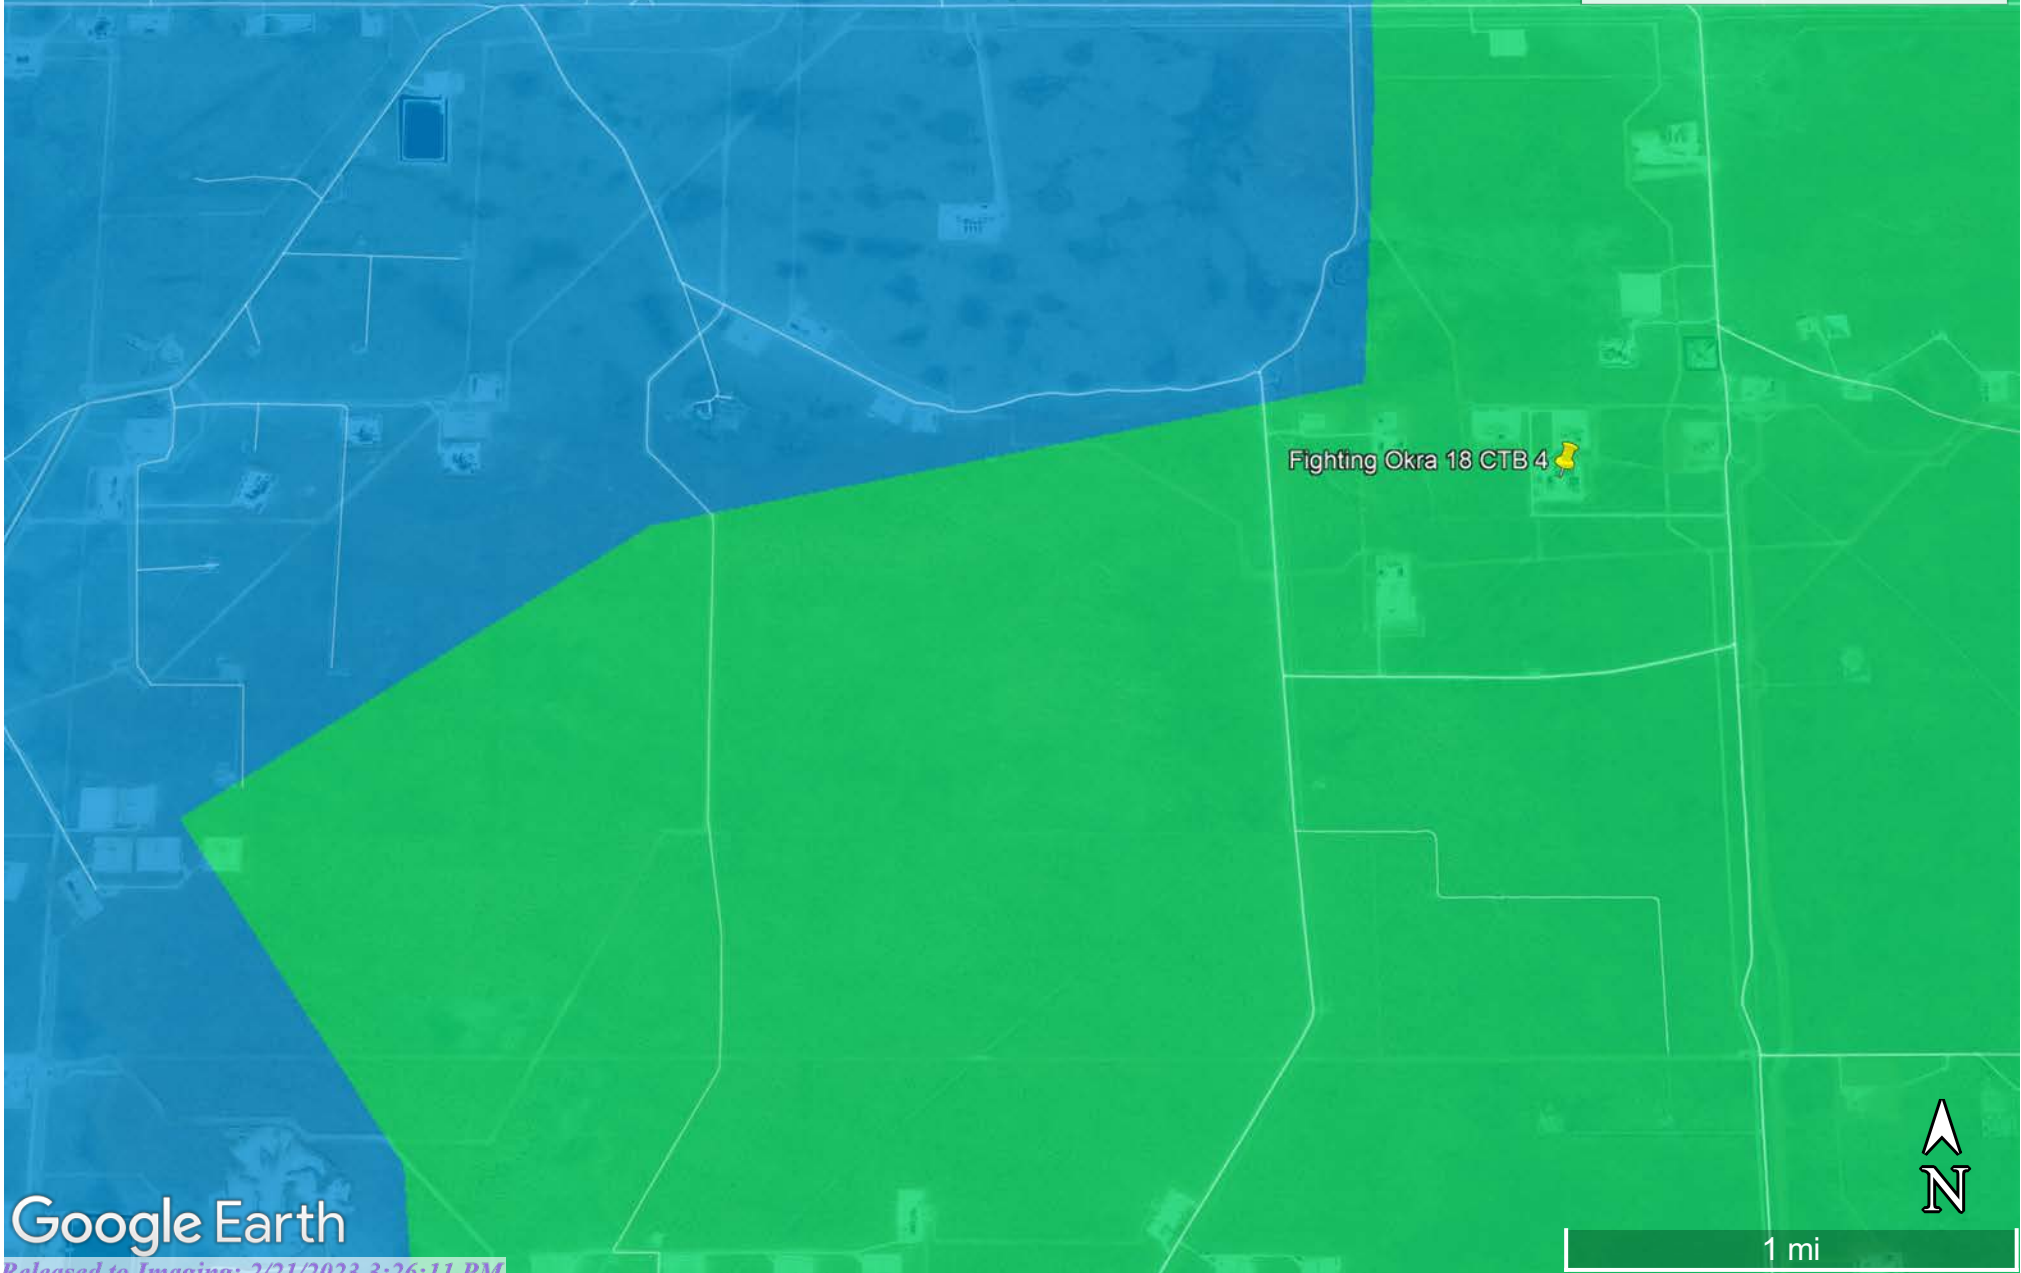 Fighting Okra 18 CTB 4
N
Google Earth
1 mi
Released to Imaging: 2/21/2023 3:26:11 PM